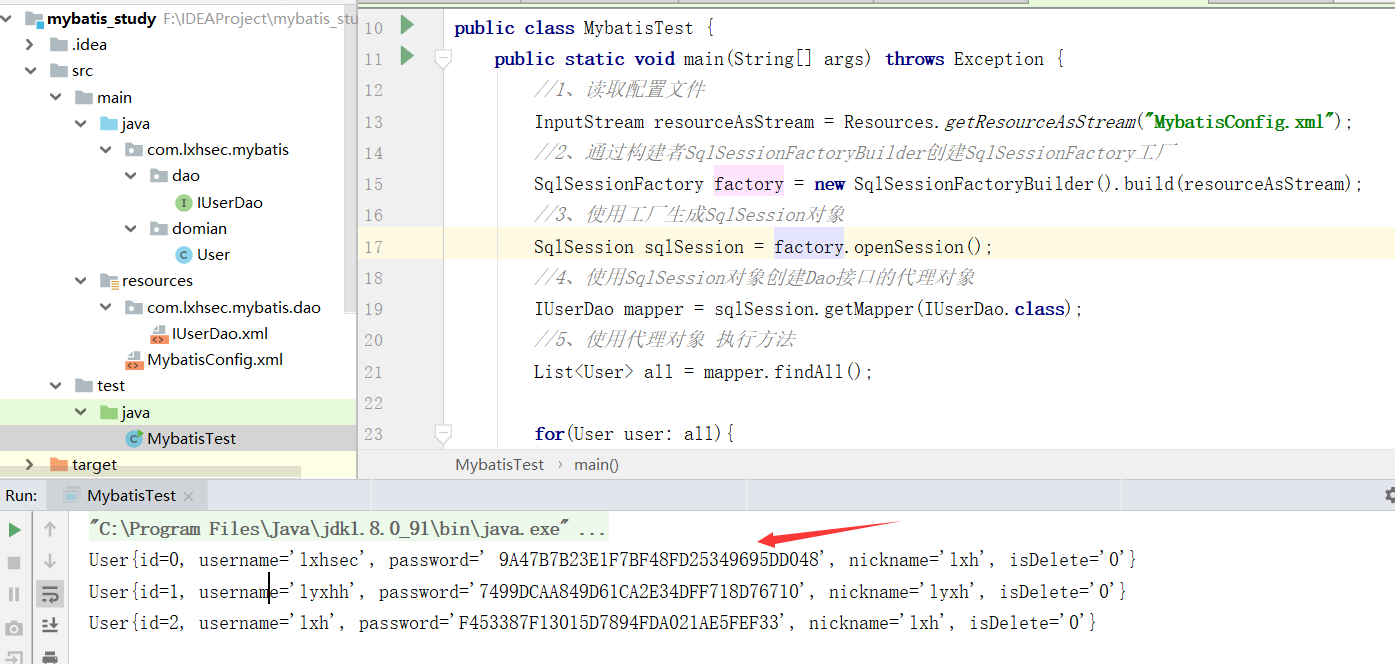 mybatis_study F:\IDEAProject\mybatis_stu
.idea
src
main
java
com.lxhsec.mybatis
dao
IUserDao
domian
User
resources
com.lxhsec.mybatis.dao
IUserDao.xml
MybatisConfig.xml
test
java
MybatisTest
target
10 public class MybatisTest {
11 public static void main(String[] args) throws Exception {
12 //1、读取配置文件
13 InputStream resourceAsStream = Resources.getResourceAsStream("MybatisConfig.xml");
14 //2、通过构建者SqlSessionFactoryBuilder创建SqlSessionFactory工厂
15 SqlSessionFactory factory = new SqlSessionFactoryBuilder().build(resourceAsStream);
16 //3、使用工厂生成SqlSession对象
17 SqlSession sqlSession = factory.openSession();
18 //4、使用SqlSession对象创建Dao接口的代理对象
19 IUserDao mapper = sqlSession.getMapper(IUserDao.class);
20 //5、使用代理对象 执行方法
21 List<User> all = mapper.findAll();
22
23 for(User user: all){
MybatisTest › main()
Run: MybatisTest ×
"C:\Program Files\Java\jdk1.8.0_91\bin\java.exe" ...
User{id=0, username='lxhsec', password=' 9A47B7B23E1F7BF48FD25349695DD048', nickname='lxh', isDelete='0'}
User{id=1, username='lyxhh', password='7499DCAA849D61CA2E34DFF718D76710', nickname='lyxh', isDelete='0'}
User{id=2, username='lxh', password='F453387F13015D7894FDA021AE5FEF33', nickname='lxh', isDelete='0'}